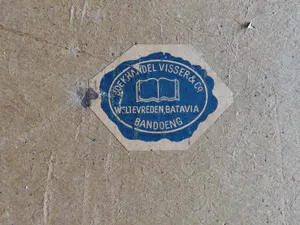 BOEKHANDEL VISSER & Co
WELTEVREDEN, BATAVIA
BANDOENG